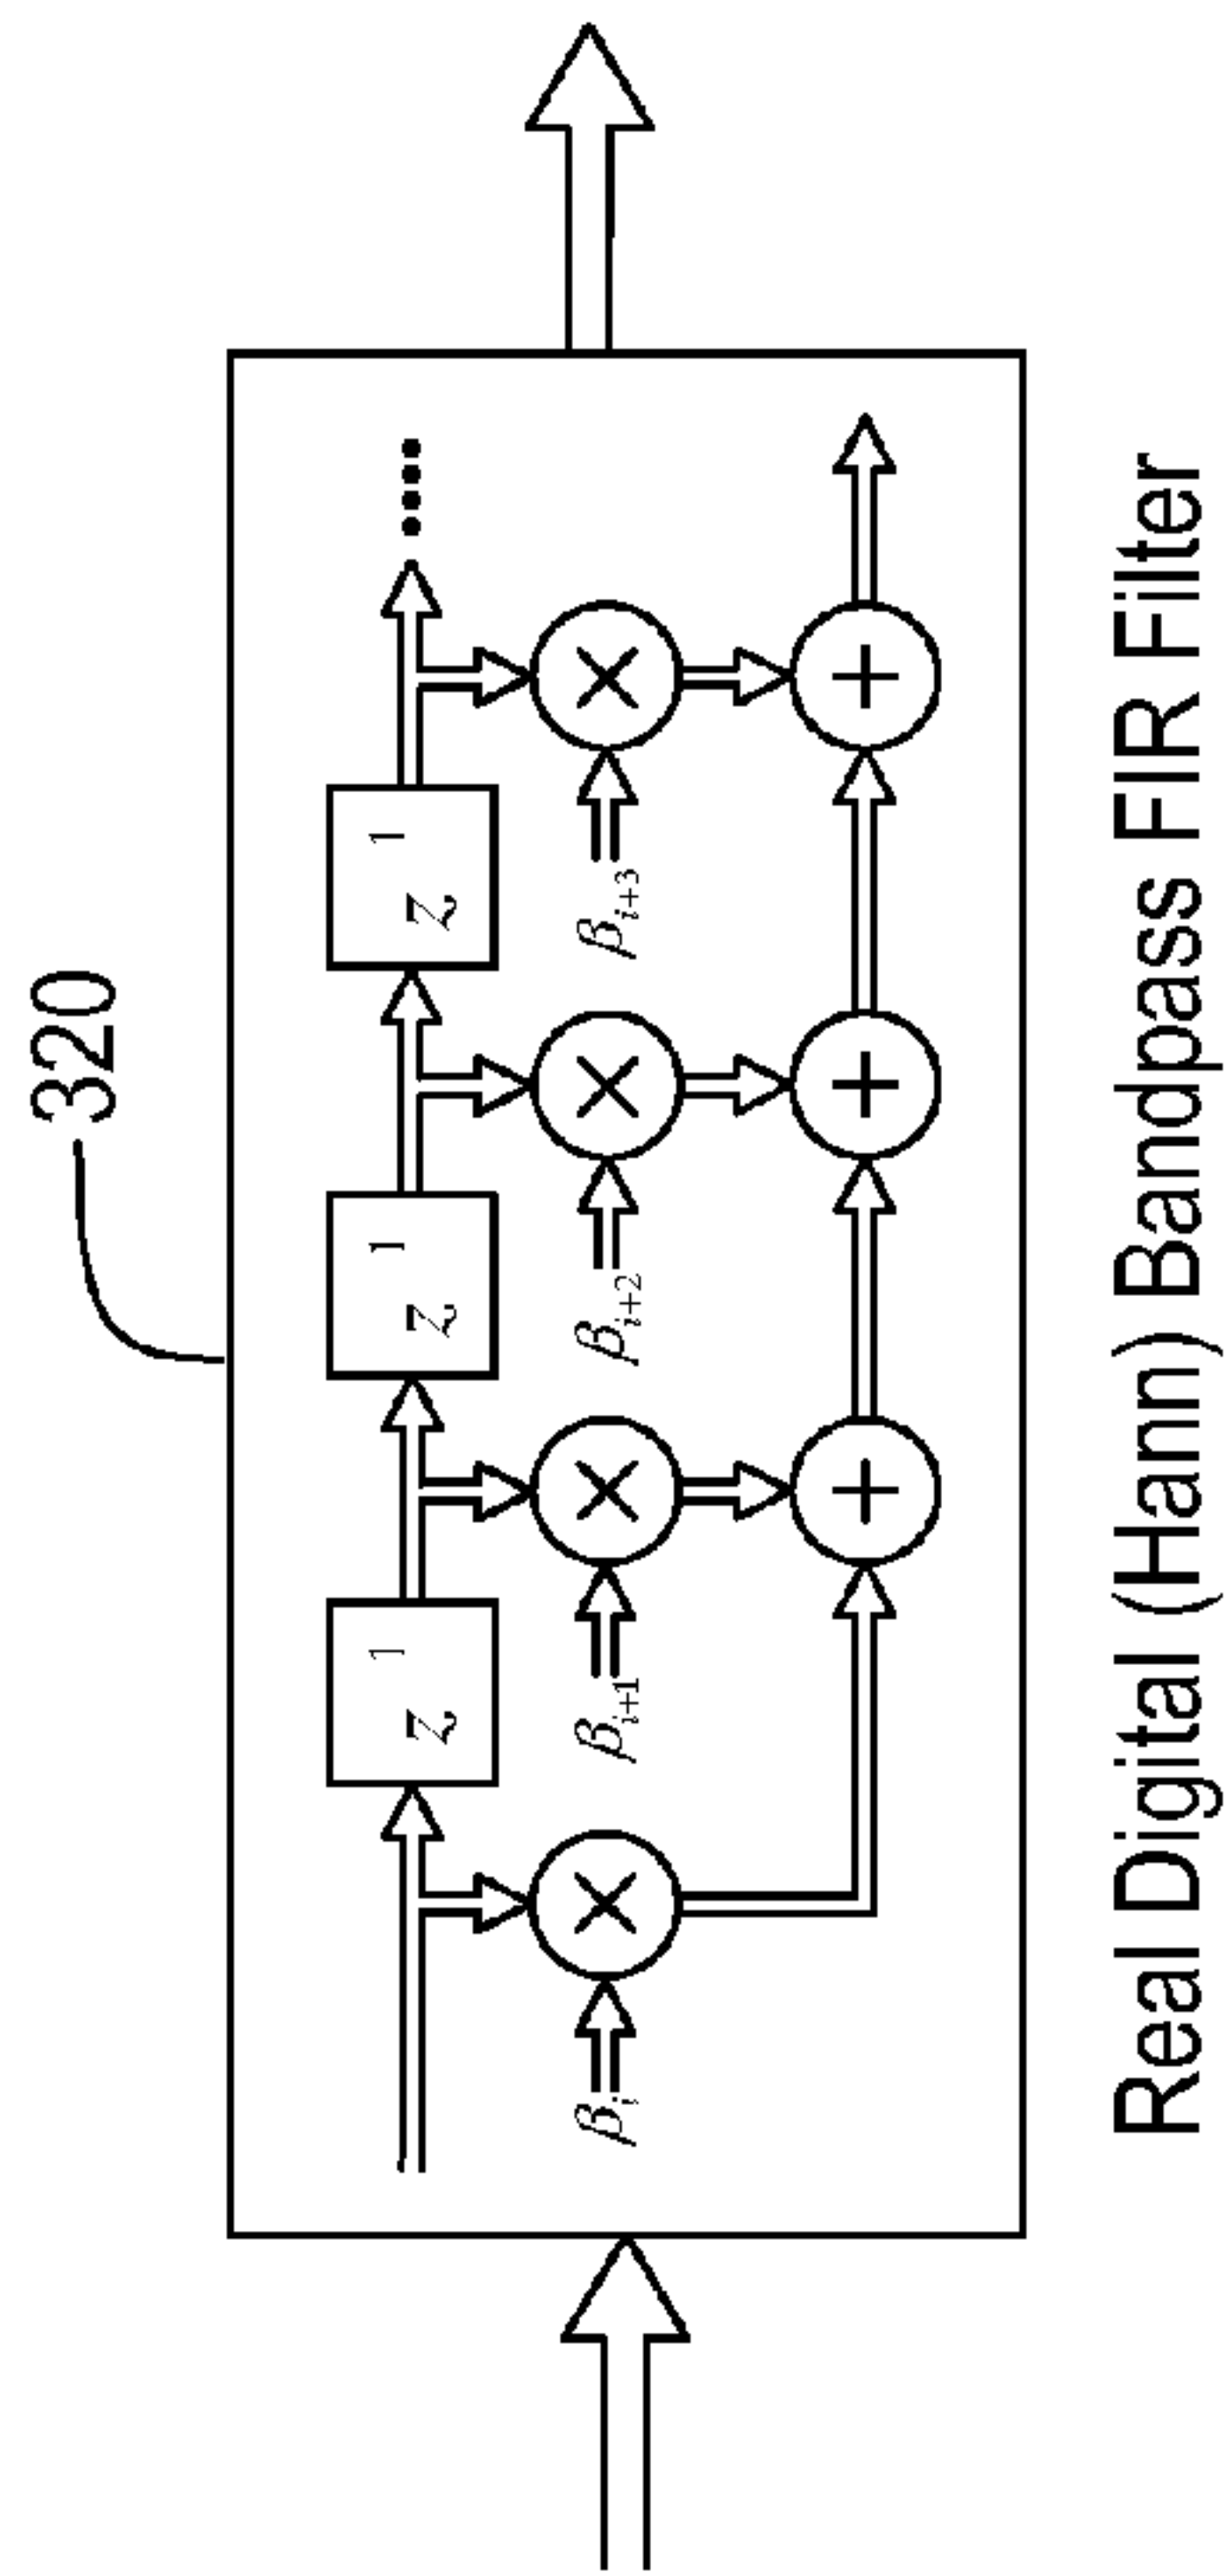 320
z 1
z 1
z 1
× × × ×
βᵢ
βᵢ₊₁
βᵢ₊₂
βᵢ₊₃
+ + +
Real Digital (Hann) Bandpass FIR Filter